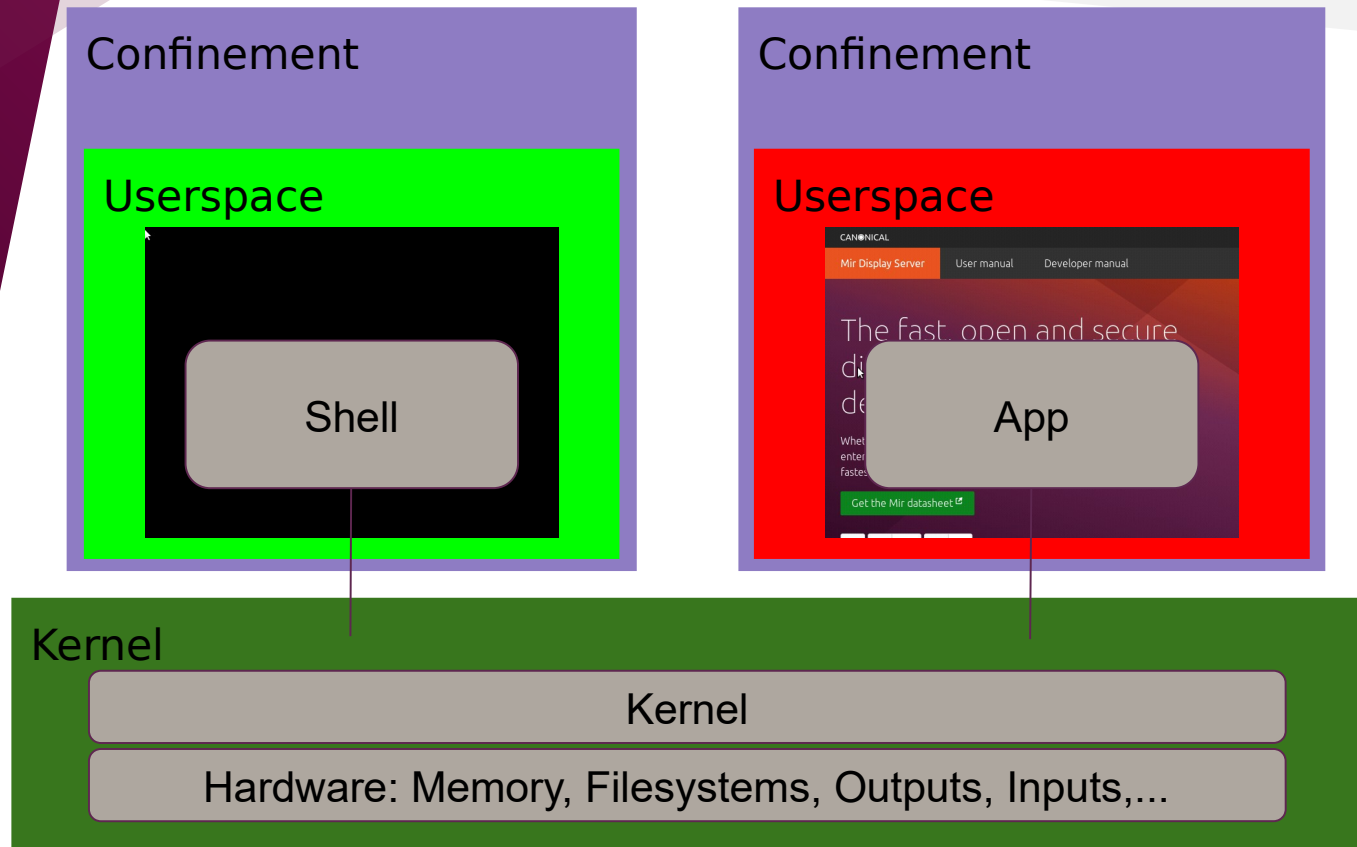 Confinement
Confinement
Userspace
Userspace
CANONICAL
Mir Display Server User manual Developer manual
The fast, open and secure
Shell
App
Get the Mir datasheet
Kernel
Kernel
Hardware: Memory, Filesystems, Outputs, Inputs,...